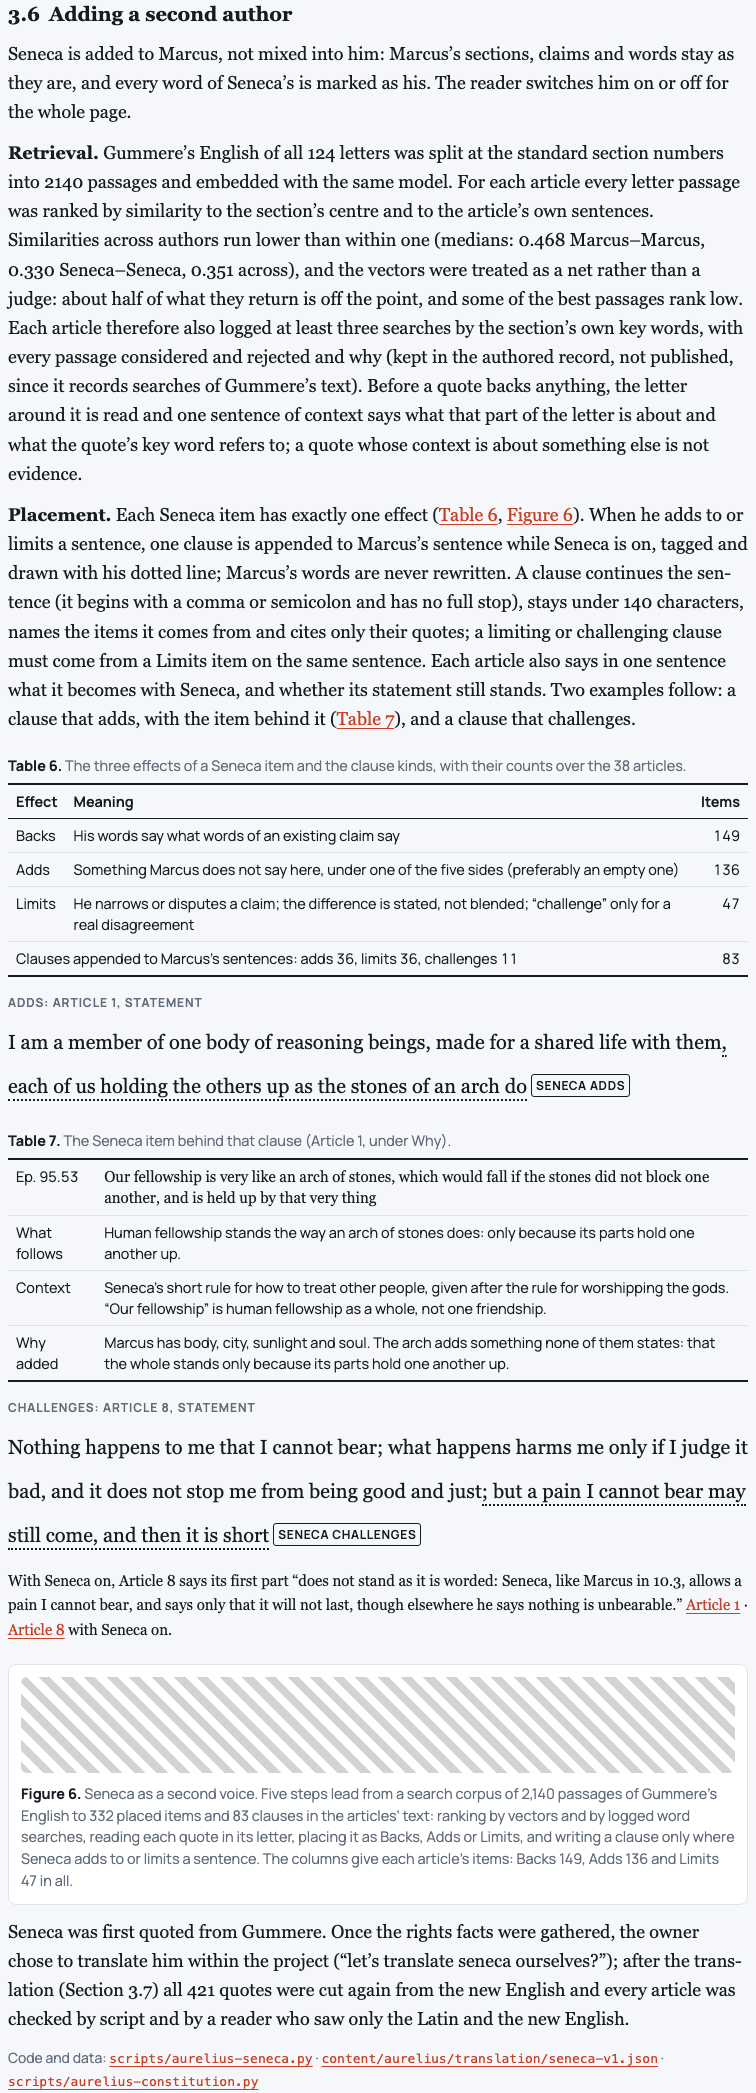 3.6 Adding a second author
Seneca is added to Marcus, not mixed into him: Marcus’s sections, claims and words stay as
they are, and every word of Seneca’s is marked as his. The reader switches him on or off for
the whole page.
Retrieval. Gummere’s English of all 124 letters was split at the standard section numbers
into 2140 passages and embedded with the same model. For each article every letter passage
was ranked by similarity to the section’s centre and to the article’s own sentences.
Similarities across authors run lower than within one (medians: 0.468 Marcus–Marcus,
0.330 Seneca–Seneca, 0.351 across), and the vectors were treated as a net rather than a
judge: about half of what they return is off the point, and some of the best passages rank low.
Each article therefore also logged at least three searches by the section’s own key words, with
every passage considered and rejected and why (kept in the authored record, not published,
since it records searches of Gummere’s text). Before a quote backs anything, the letter
around it is read and one sentence of context says what that part of the letter is about and
what the quote’s key word refers to; a quote whose context is about something else is not
evidence.
Placement. Each Seneca item has exactly one effect (Table 6, Figure 6). When he adds to or
limits a sentence, one clause is appended to Marcus’s sentence while Seneca is on, tagged and
drawn with his dotted line; Marcus’s words are never rewritten. A clause continues the sen-
tence (it begins with a comma or semicolon and has no full stop), stays under 140 characters,
names the items it comes from and cites only their quotes; a limiting or challenging clause
must come from a Limits item on the same sentence. Each article also says in one sentence
what it becomes with Seneca, and whether its statement still stands. Two examples follow: a
clause that adds, with the item behind it (Table 7), and a clause that challenges.
Table 6. The three effects of a Seneca item and the clause kinds, with their counts over the 38 articles.
Effect Meaning Items
Backs His words say what words of an existing claim say 149
Adds Something Marcus does not say here, under one of the five sides (preferably an empty one) 136
Limits He narrows or disputes a claim; the difference is stated, not blended; “challenge” only for a 47
real disagreement
Clauses appended to Marcus’s sentences: adds 36, limits 36, challenges 11 83
ADDS: ARTICLE 1, STATEMENT
I am a member of one body of reasoning beings, made for a shared life with them,
each of us holding the others up as the stones of an arch do SENECA ADDS
Table 7. The Seneca item behind that clause (Article 1, under Why).
Ep. 95.53 Our fellowship is very like an arch of stones, which would fall if the stones did not block one
another, and is held up by that very thing
What Human fellowship stands the way an arch of stones does: only because its parts hold one
follows another up.
Context Seneca’s short rule for how to treat other people, given after the rule for worshipping the gods.
“Our fellowship” is human fellowship as a whole, not one friendship.
Why Marcus has body, city, sunlight and soul. The arch adds something none of them states: that
added the whole stands only because its parts hold one another up.
CHALLENGES: ARTICLE 8, STATEMENT
Nothing happens to me that I cannot bear; what happens harms me only if I judge it
bad, and it does not stop me from being good and just; but a pain I cannot bear may
still come, and then it is short SENECA CHALLENGES
With Seneca on, Article 8 says its first part “does not stand as it is worded: Seneca, like Marcus in 10.3, allows a
pain I cannot bear, and says only that it will not last, though elsewhere he says nothing is unbearable.” Article 1 ·
Article 8 with Seneca on.
Figure 6. Seneca as a second voice. Five steps lead from a search corpus of 2,140 passages of Gummere’s
English to 332 placed items and 83 clauses in the articles’ text: ranking by vectors and by logged word
searches, reading each quote in its letter, placing it as Backs, Adds or Limits, and writing a clause only where
Seneca adds to or limits a sentence. The columns give each article’s items: Backs 149, Adds 136 and Limits
47 in all.
Seneca was first quoted from Gummere. Once the rights facts were gathered, the owner
chose to translate him within the project (“let’s translate seneca ourselves?”); after the trans-
lation (Section 3.7) all 421 quotes were cut again from the new English and every article was
checked by script and by a reader who saw only the Latin and the new English.
Code and data: scripts/aurelius-seneca.py · content/aurelius/translation/seneca-v1.json ·
scripts/aurelius-constitution.py